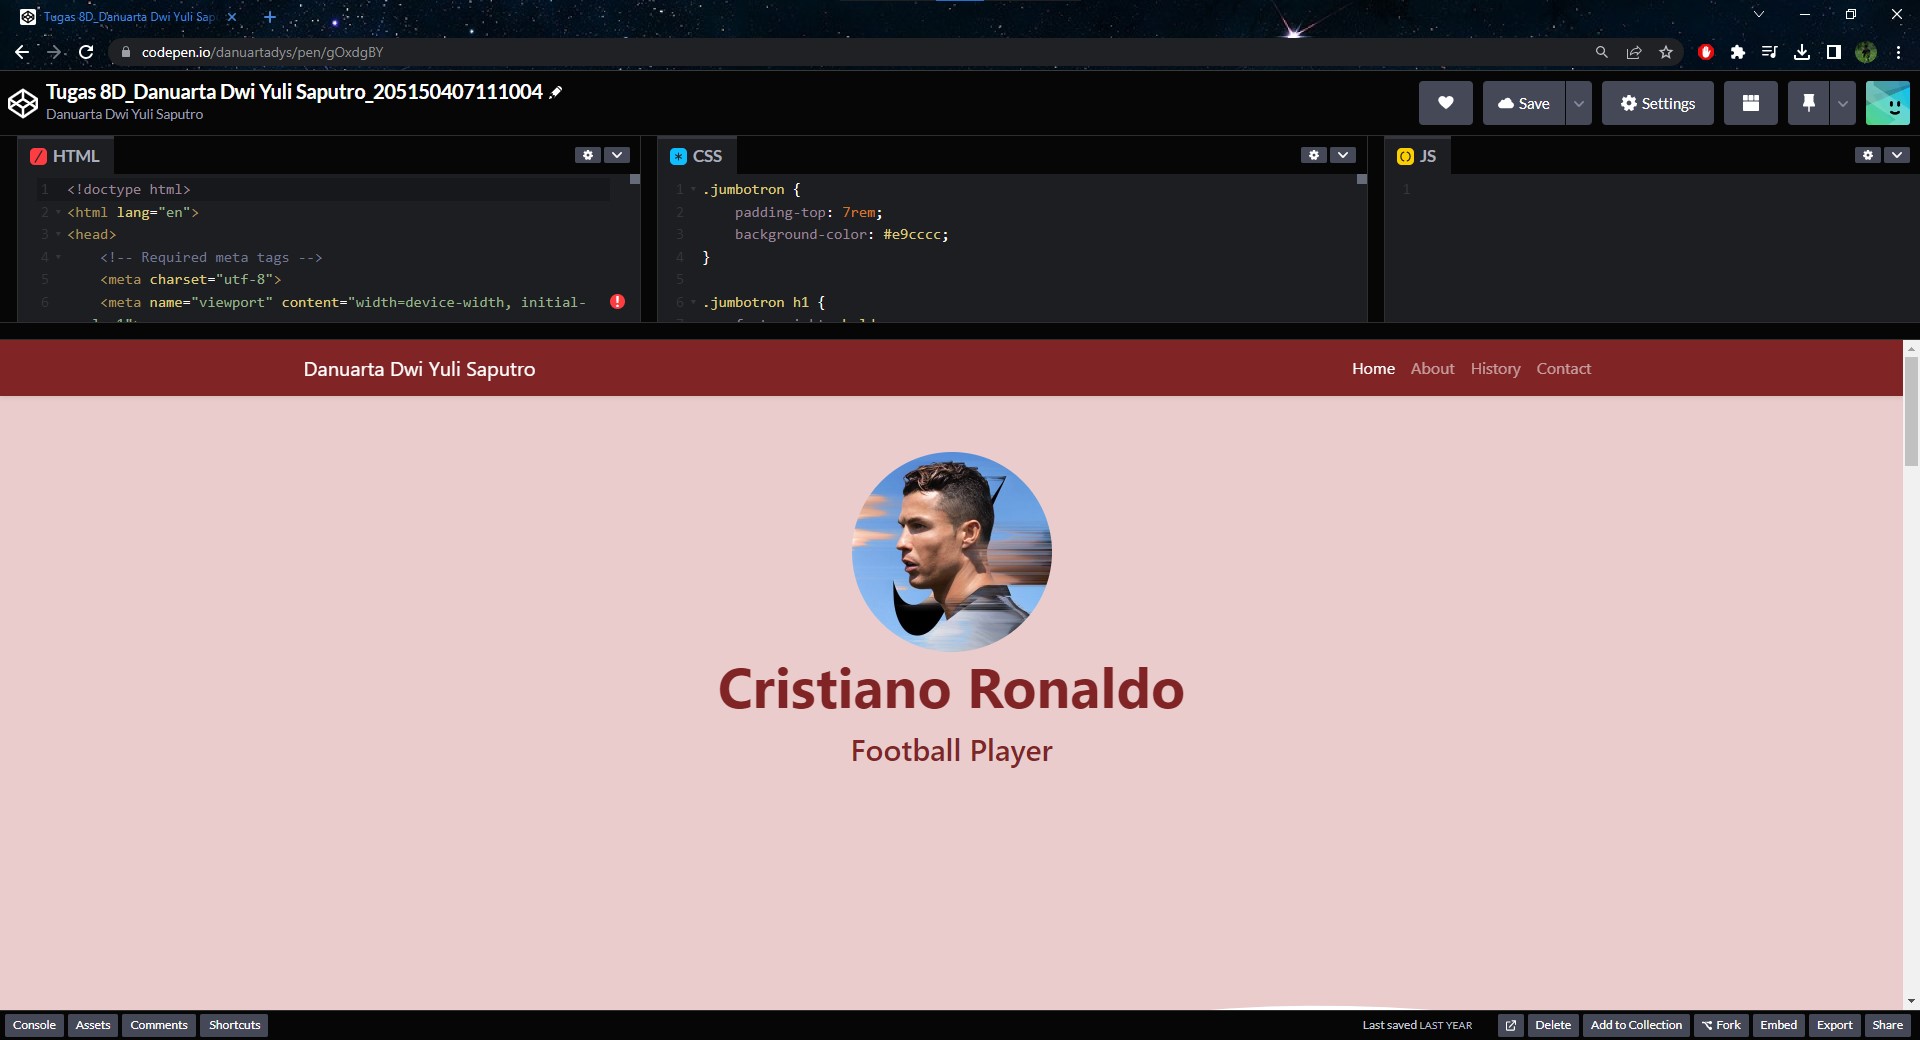 Tugas 8D_Danuarta Dwi Yuli Sap
codepen.io/danuartadys/pen/gOxdgBY
Tugas 8D_Danuarta Dwi Yuli Saputro_205150407111004
Danuarta Dwi Yuli Saputro
Save
Settings
HTML
1 <!doctype html>
2 <html lang="en">
3 <head>
4 <!-- Required meta tags -->
5 <meta charset="utf-8">
6 <meta name="viewport" content="width=device-width, initial-
CSS
1 .jumbotron {
2 padding-top: 7rem;
3 background-color: #e9cccc;
4 }
5
6 .jumbotron h1 {
JS
1
Danuarta Dwi Yuli Saputro
Home About History Contact
Cristiano Ronaldo
Football Player
Console Assets Comments Shortcuts
Last saved LAST YEAR
Delete Add to Collection Fork Embed Export Share